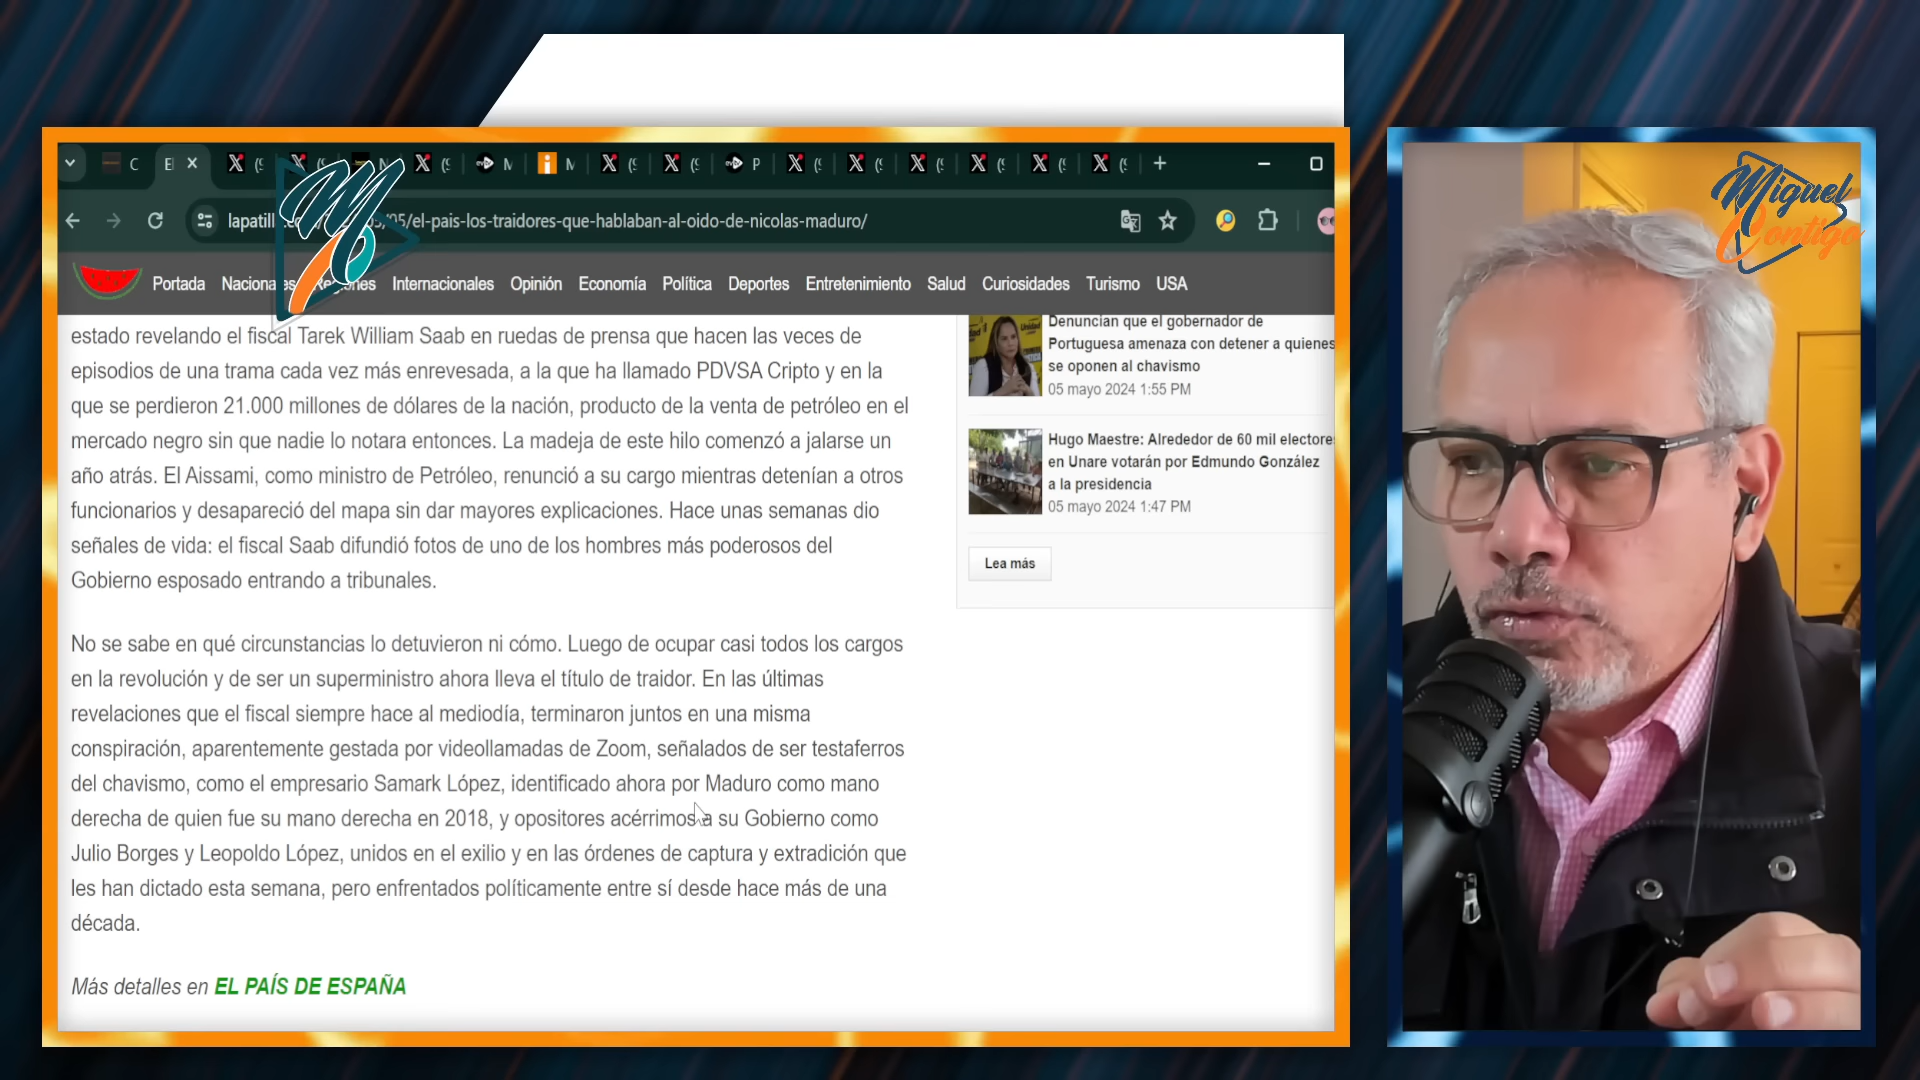 lapatill
05/el-pais-los-traidores-que-hablaban-al-oido-de-nicolas-maduro/
Portada Nacionales Regiones Internacionales Opinión Economía Política Deportes Entretenimiento Salud Curiosidades Turismo USA
estado revelando el fiscal Tarek William Saab en ruedas de prensa que hacen las veces de
episodios de una trama cada vez más enrevesada, a la que ha llamado PDVSA Cripto y en la
que se perdieron 21.000 millones de dólares de la nación, producto de la venta de petróleo en el
mercado negro sin que nadie lo notara entonces. La madeja de este hilo comenzó a jalarse un
año atrás. El Aissami, como ministro de Petróleo, renunció a su cargo mientras detenían a otros
funcionarios y desapareció del mapa sin dar mayores explicaciones. Hace unas semanas dio
señales de vida: el fiscal Saab difundió fotos de uno de los hombres más poderosos del
Gobierno esposado entrando a tribunales.
No se sabe en qué circunstancias lo detuvieron ni cómo. Luego de ocupar casi todos los cargos
en la revolución y de ser un superministro ahora lleva el título de traidor. En las últimas
revelaciones que el fiscal siempre hace al mediodía, terminaron juntos en una misma
conspiración, aparentemente gestada por videollamadas de Zoom, señalados de ser testaferros
del chavismo, como el empresario Samark López, identificado ahora por Maduro como mano
derecha de quien fue su mano derecha en 2018, y opositores acérrimos a su Gobierno como
Julio Borges y Leopoldo López, unidos en el exilio y en las órdenes de captura y extradición que
les han dictado esta semana, pero enfrentados políticamente entre sí desde hace más de una
década.
Más detalles en EL PAÍS DE ESPAÑA
Denuncian que el gobernador de
Portuguesa amenaza con detener a quienes
se oponen al chavismo
05 mayo 2024 1:55 PM
Hugo Maestre: Alrededor de 60 mil electore
en Unare votarán por Edmundo González
a la presidencia
05 mayo 2024 1:47 PM
Lea más
Miguel
Contigo